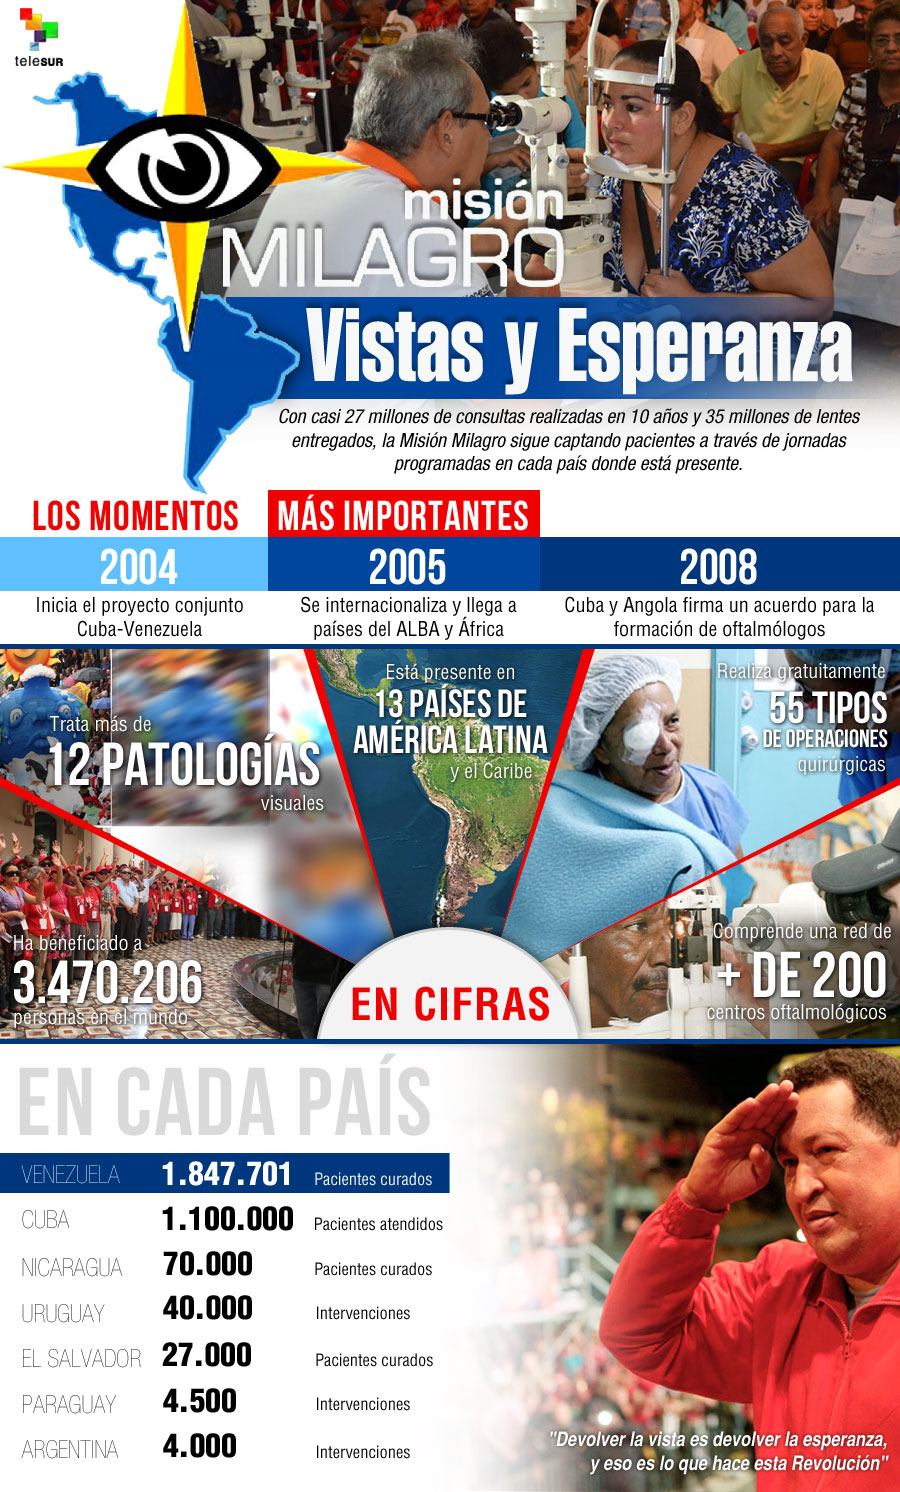 teleSUR
misión
MILAGRO
Vistas y Esperanza
Con casi 27 millones de consultas realizadas en 10 años y 35 millones de lentes
entregados, la Misión Milagro sigue captando pacientes a través de jornadas
programadas en cada país donde está presente.
LOS MOMENTOS MÁS IMPORTANTES
2004
Inicia el proyecto conjunto
Cuba-Venezuela
2005
Se internacionaliza y llega a
países del ALBA y África
2008
Cuba y Angola firma un acuerdo para la
formación de oftalmólogos
Trata más de
12 PATOLOGÍAS
visuales
Está presente en
13 PAÍSES DE
AMÉRICA LATINA
y el Caribe
Realiza gratuitamente
55 TIPOS
DE OPERACIONES
quirúrgicas
Ha beneficiado a
3.470.206
personas en el mundo
EN CIFRAS
Comprende una red de
+ DE 200
centros oftalmológicos
EN CADA PAÍS
VENEZUELA 1.847.701 Pacientes curados
CUBA 1.100.000 Pacientes atendidos
NICARAGUA 70.000 Pacientes curados
URUGUAY 40.000 Intervenciones
EL SALVADOR 27.000 Pacientes curados
PARAGUAY 4.500 Intervenciones
ARGENTINA 4.000 Intervenciones
"Devolver la vista es devolver la esperanza,
y eso es lo que hace esta Revolución"